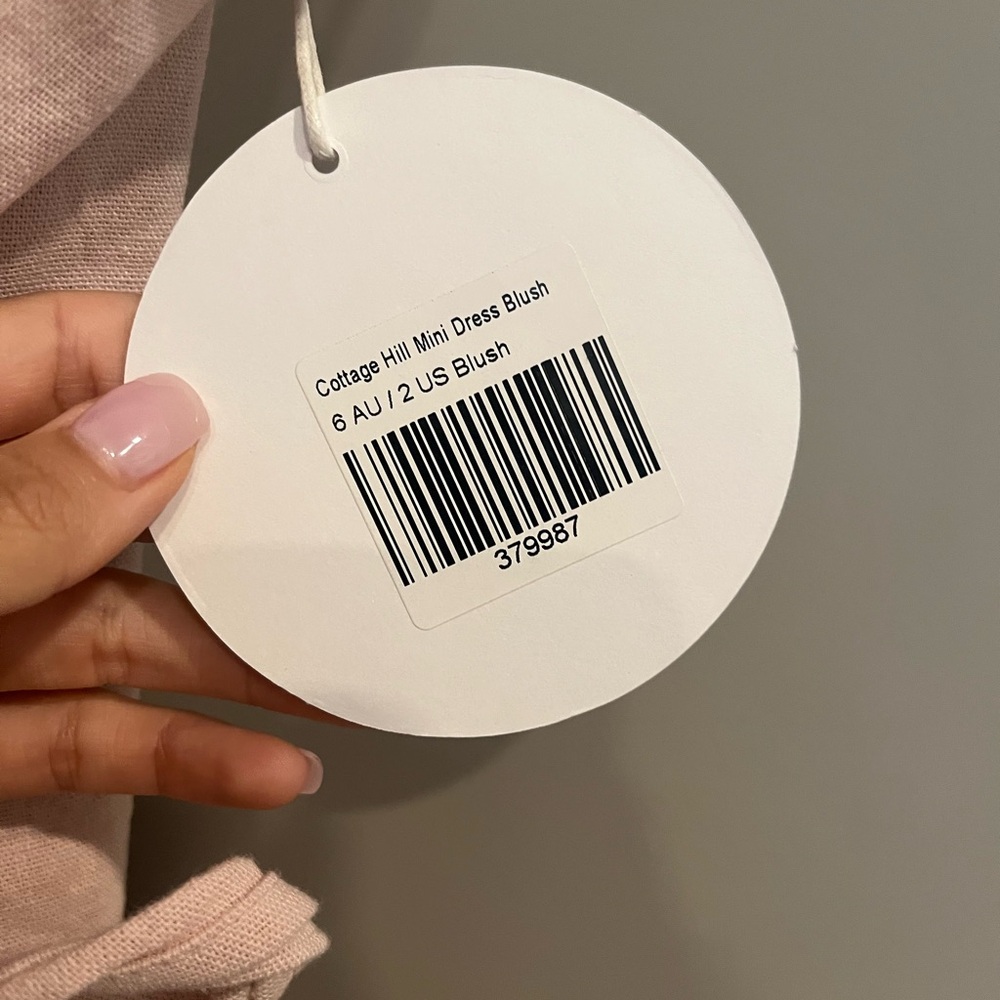 Cottage Hill Mini Dress Blush
6 AU / 2 US Blush
379987